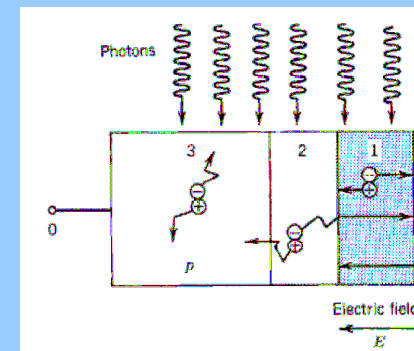 Photons
3 2 1
− + − + − +
0
p
Electric field
E